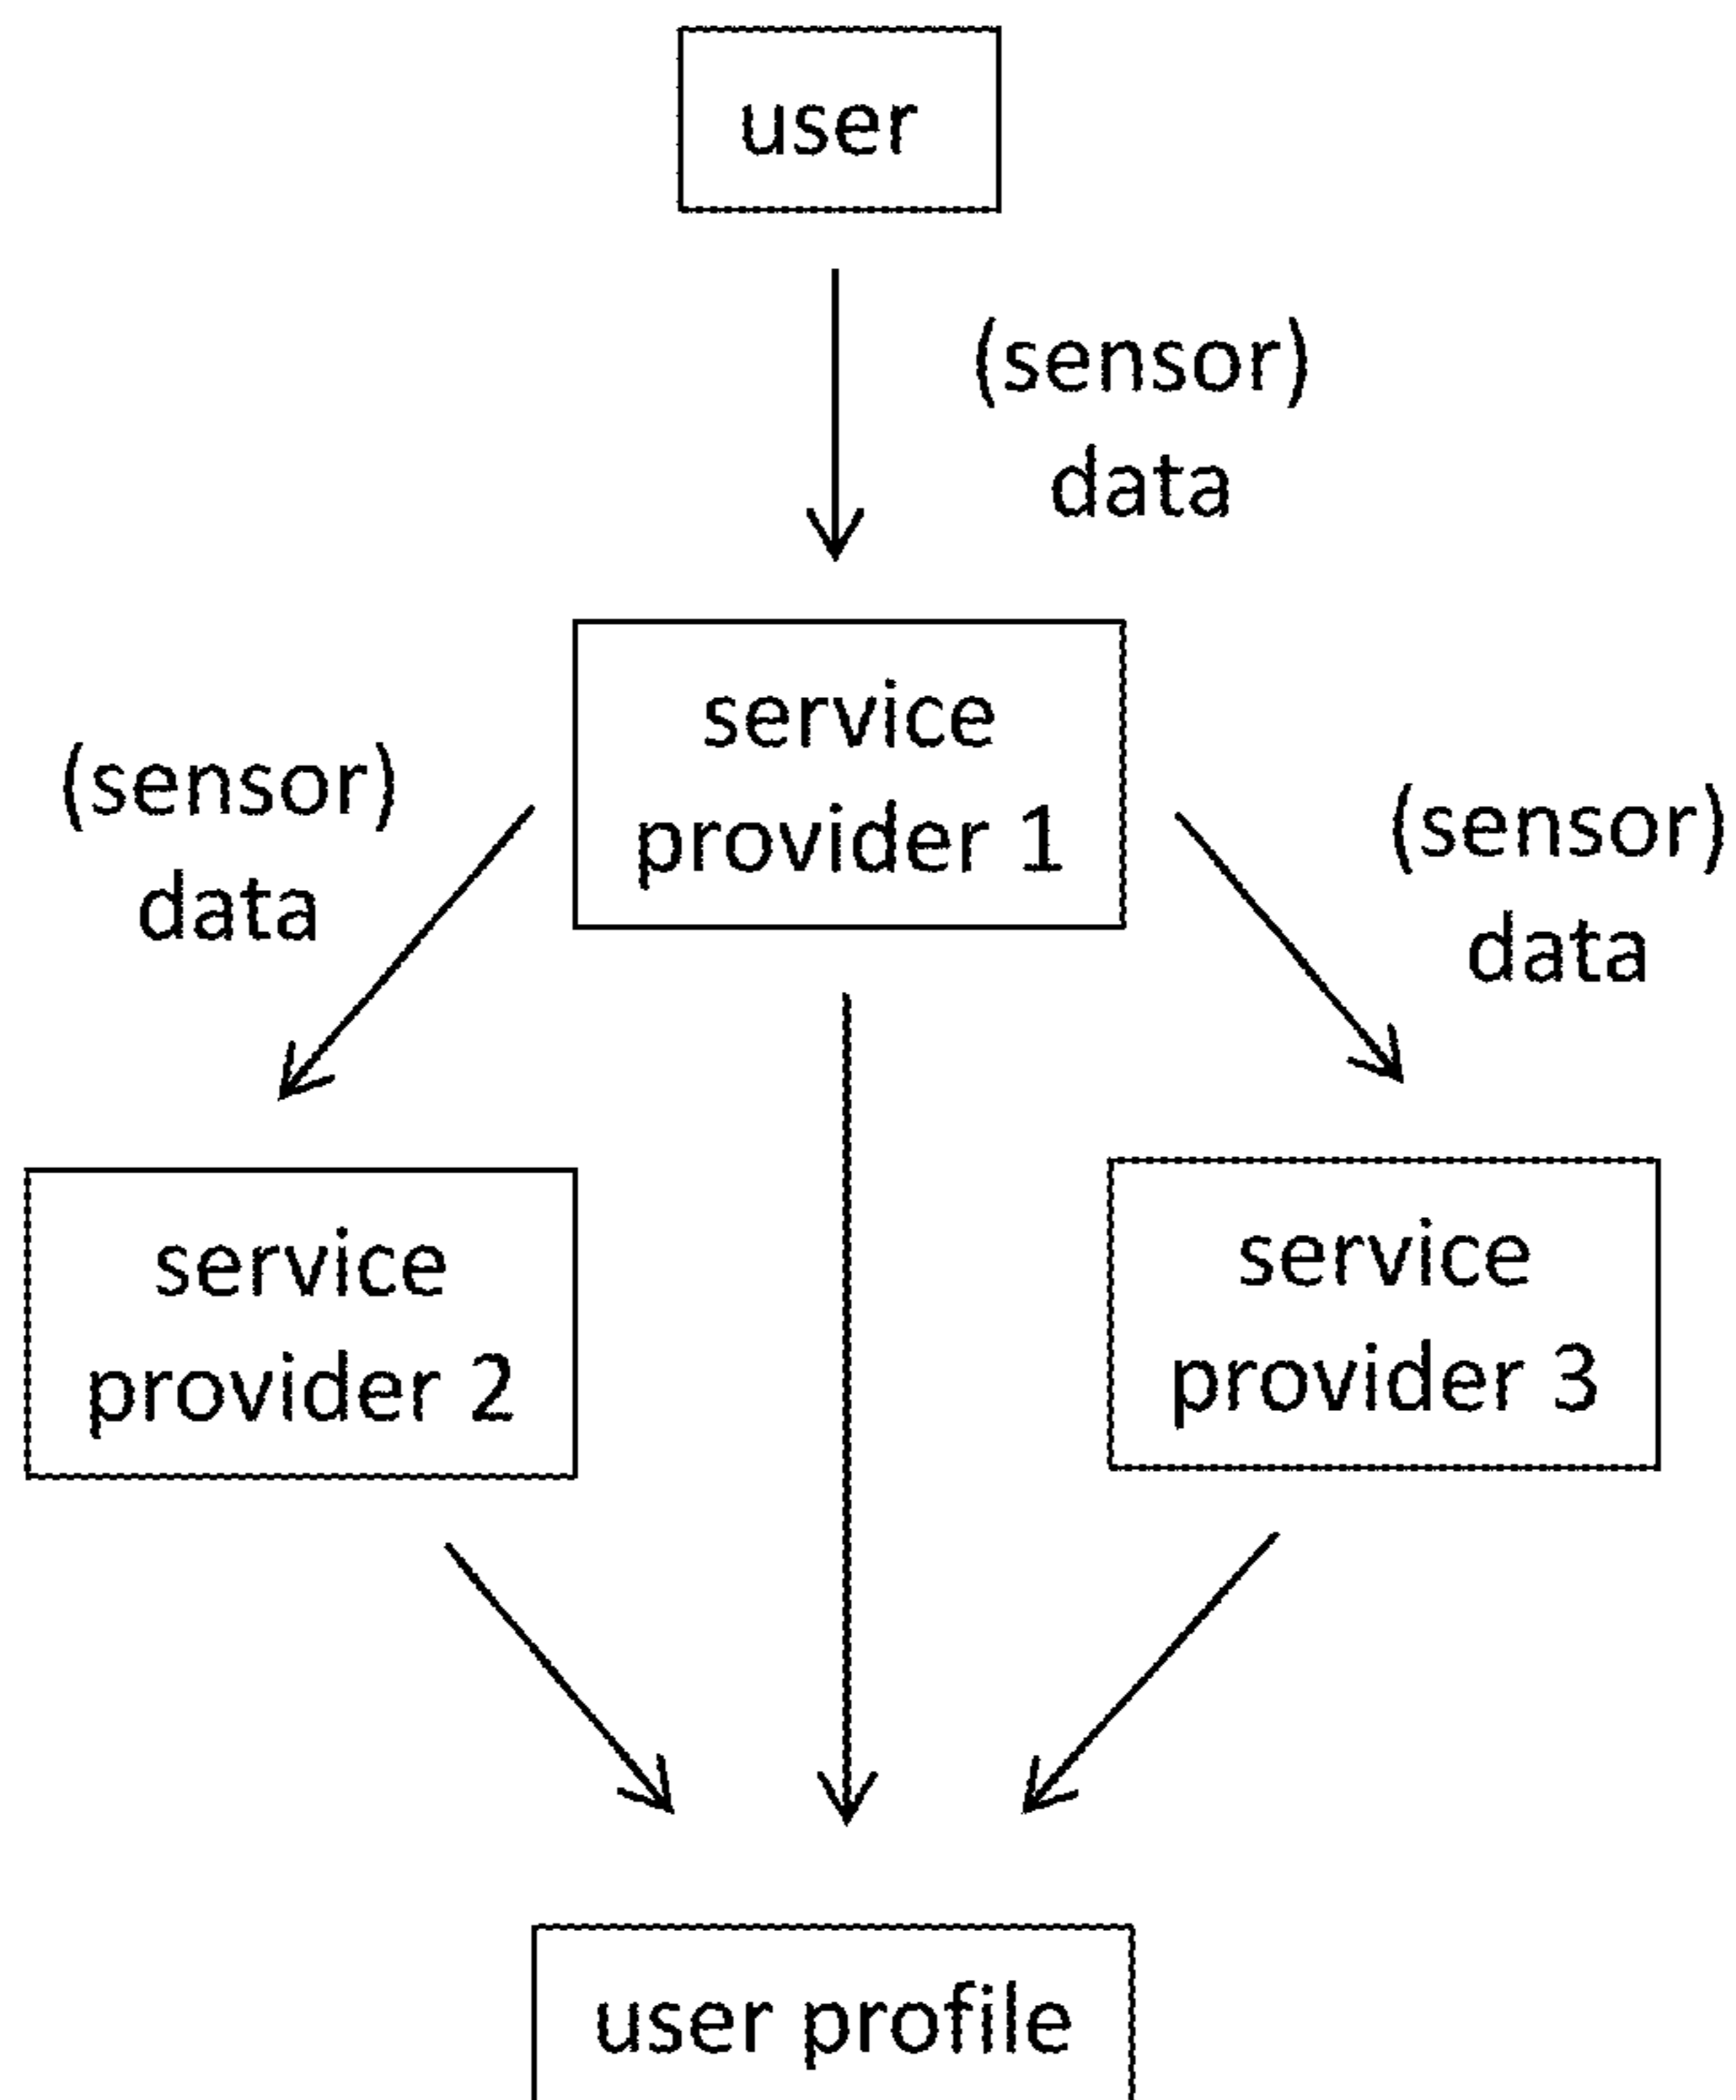 user
(sensor)
data
service
provider 1
(sensor)
data
(sensor)
data
service
provider 2
service
provider 3
user profile